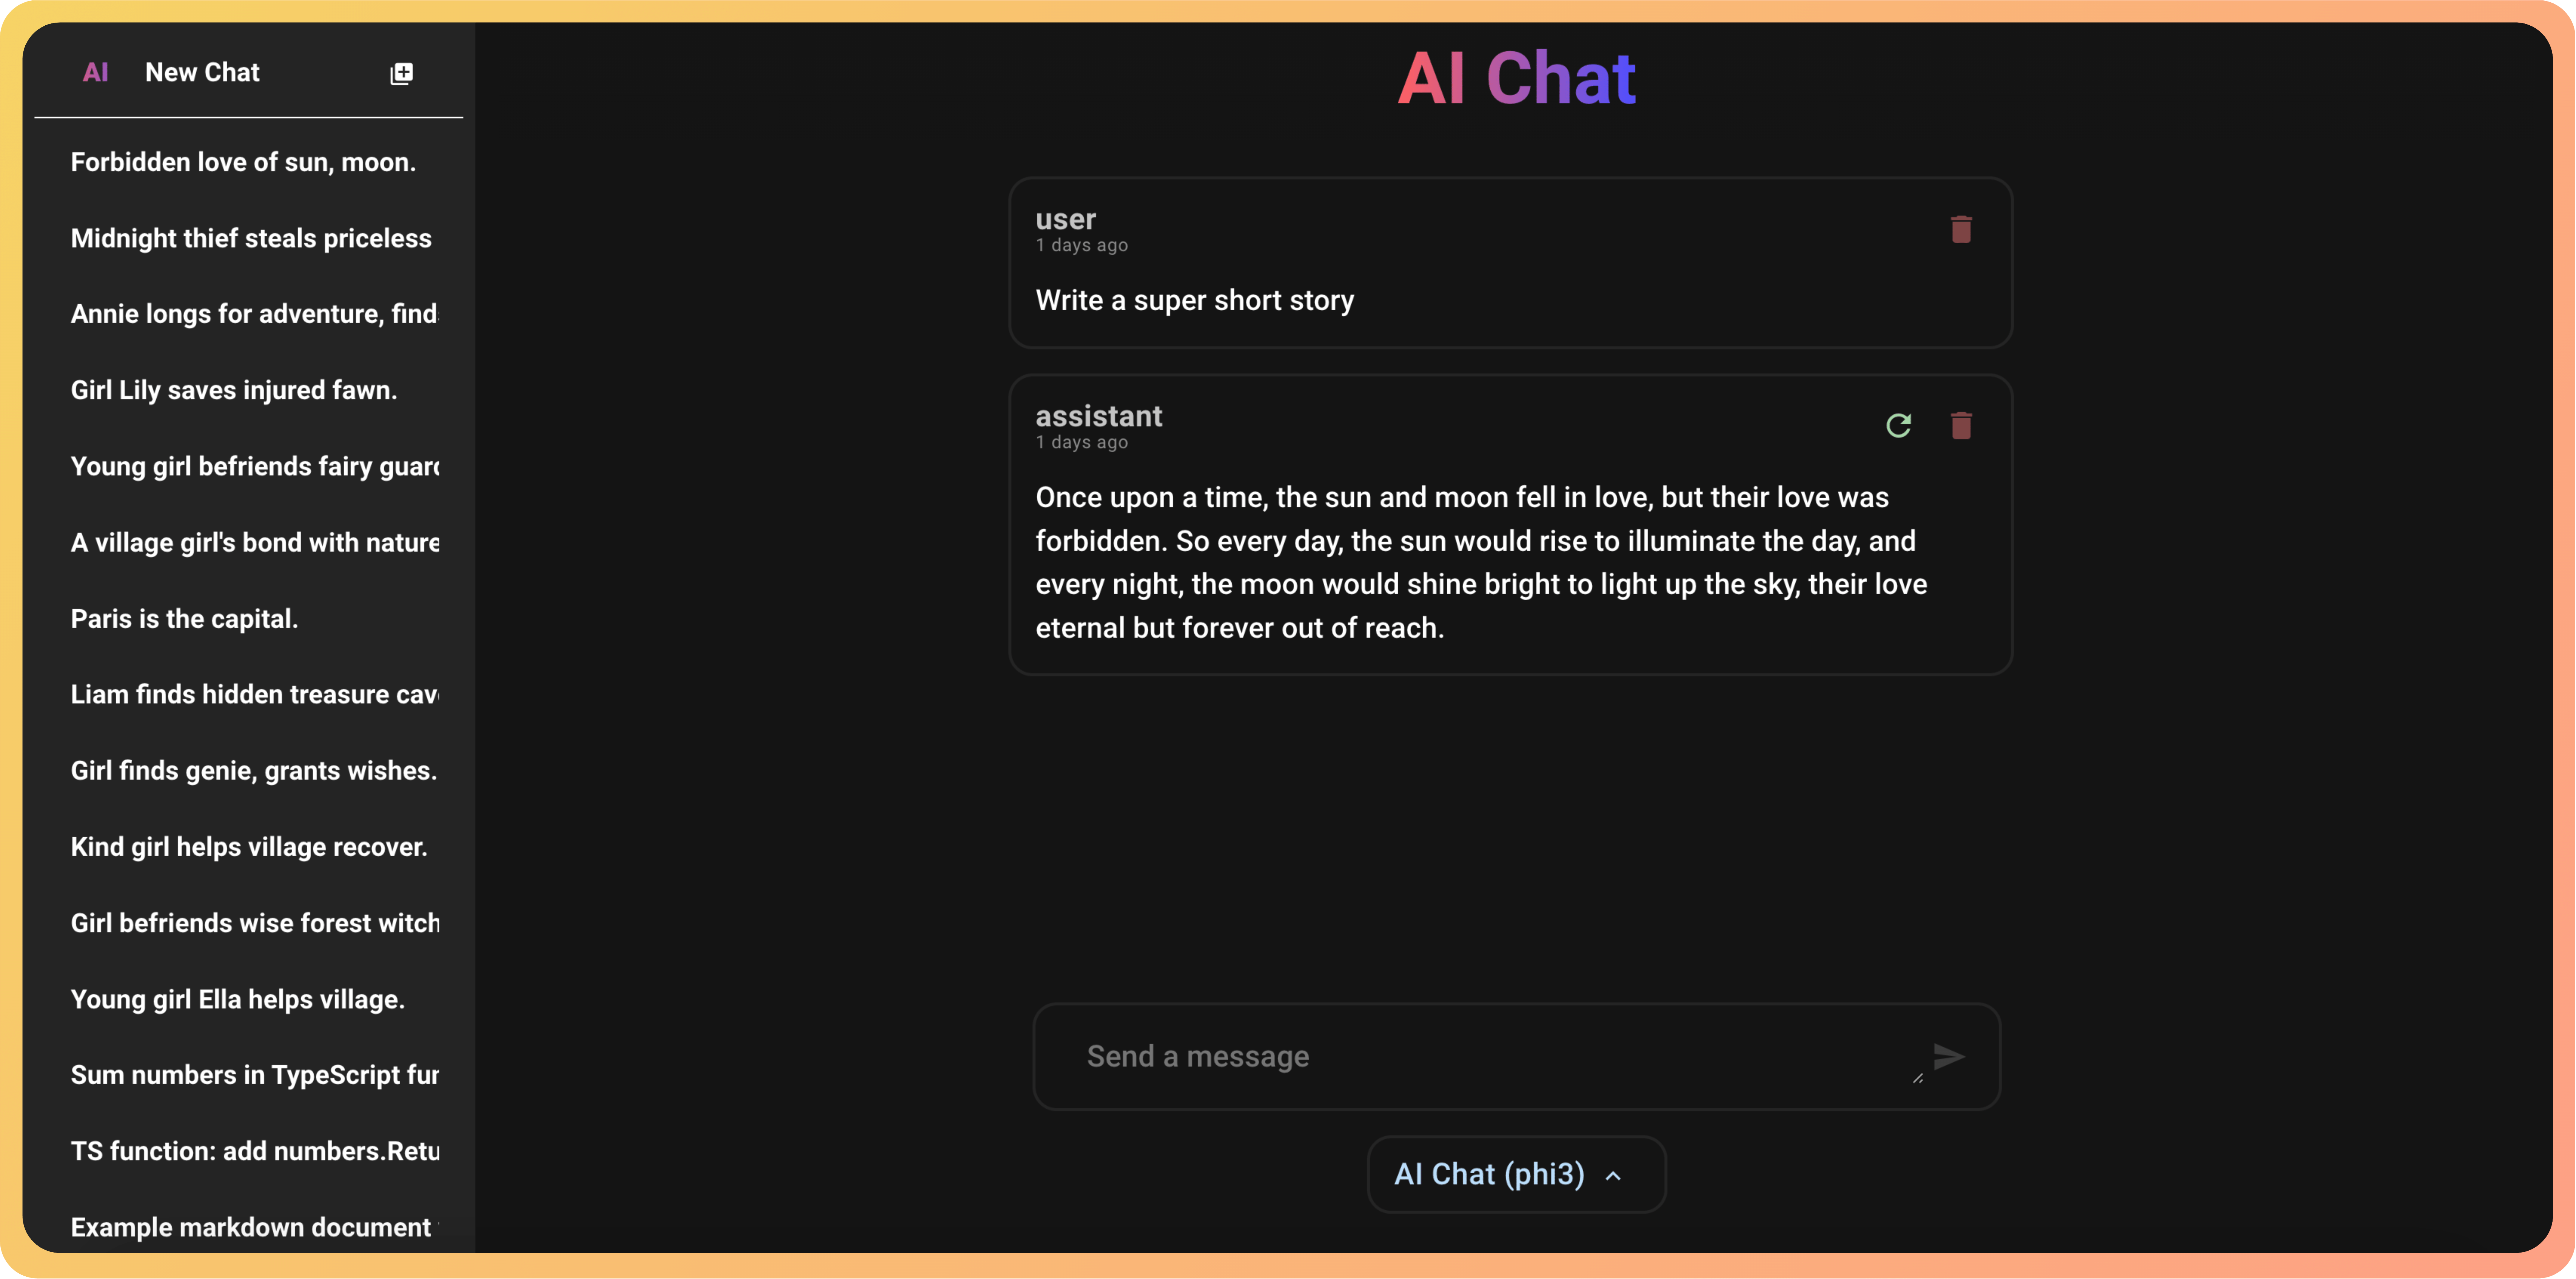 AI New Chat
Forbidden love of sun, moon.
Midnight thief steals priceless
Annie longs for adventure, find
Girl Lily saves injured fawn.
Young girl befriends fairy guar
A village girl's bond with nature
Paris is the capital.
Liam finds hidden treasure cav
Girl finds genie, grants wishes.
Kind girl helps village recover.
Girl befriends wise forest witch
Young girl Ella helps village.
Sum numbers in TypeScript fu
TS function: add numbers.Retu
Example markdown document
AI Chat
user
1 days ago
Write a super short story
assistant
1 days ago
Once upon a time, the sun and moon fell in love, but their love was
forbidden. So every day, the sun would rise to illuminate the day, and
every night, the moon would shine bright to light up the sky, their love
eternal but forever out of reach.
Send a message
AI Chat (phi3)